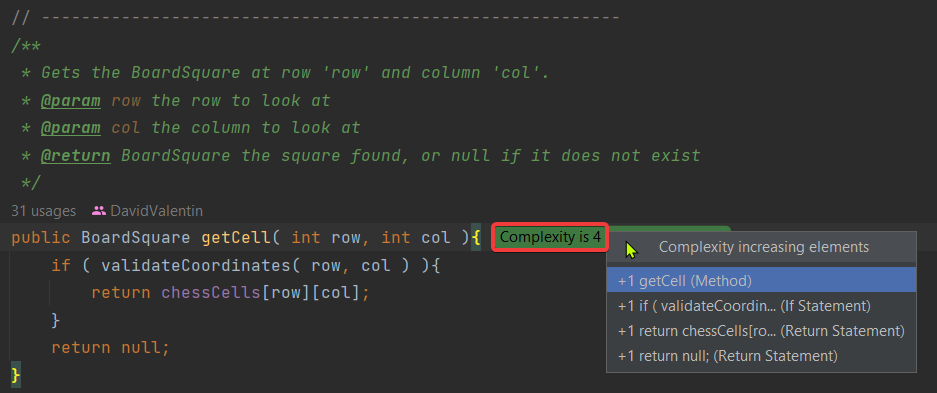 // ----------------------------------------------------------
/**
* Gets the BoardSquare at row 'row' and column 'col'.
* @param row the row to look at
* @param col the column to look at
* @return BoardSquare the square found, or null if it does not exist
*/
31 usages DavidValentin
public BoardSquare getCell( int row, int col ){ Complexity is 4
Complexity increasing elements
if ( validateCoordinates( row, col ) ){
+1 getCell (Method)
return chessCells[row][col];
+1 if ( validateCoordin... (If Statement)
}
+1 return chessCells[ro... (Return Statement)
return null;
+1 return null; (Return Statement)
}